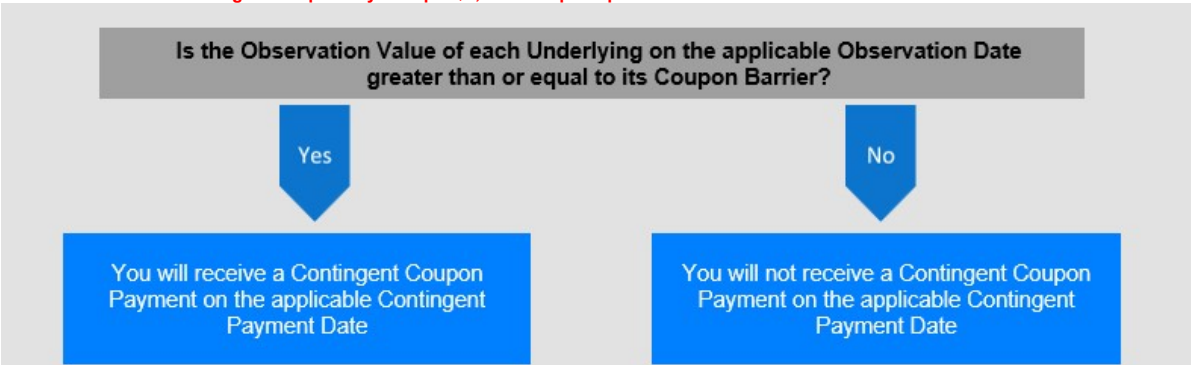 Is the Observation Value of each Underlying on the applicable Observation Date
greater than or equal to its Coupon Barrier?
Yes
No
You will receive a Contingent Coupon
Payment on the applicable Contingent
Payment Date
You will not receive a Contingent Coupon
Payment on the applicable Contingent
Payment Date